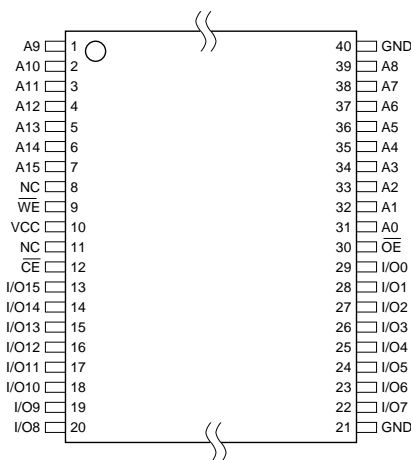 A9 1 40 GND
A10 2 39 A8
A11 3 38 A7
A12 4 37 A6
A13 5 36 A5
A14 6 35 A4
A15 7 34 A3
NC 8 33 A2
W̅E̅ 9 32 A1
VCC 10 31 A0
NC 11 30 O̅E̅
C̅E̅ 12 29 I/O0
I/O15 13 28 I/O1
I/O14 14 27 I/O2
I/O13 15 26 I/O3
I/O12 16 25 I/O4
I/O11 17 24 I/O5
I/O10 18 23 I/O6
I/O9 19 22 I/O7
I/O8 20 21 GND